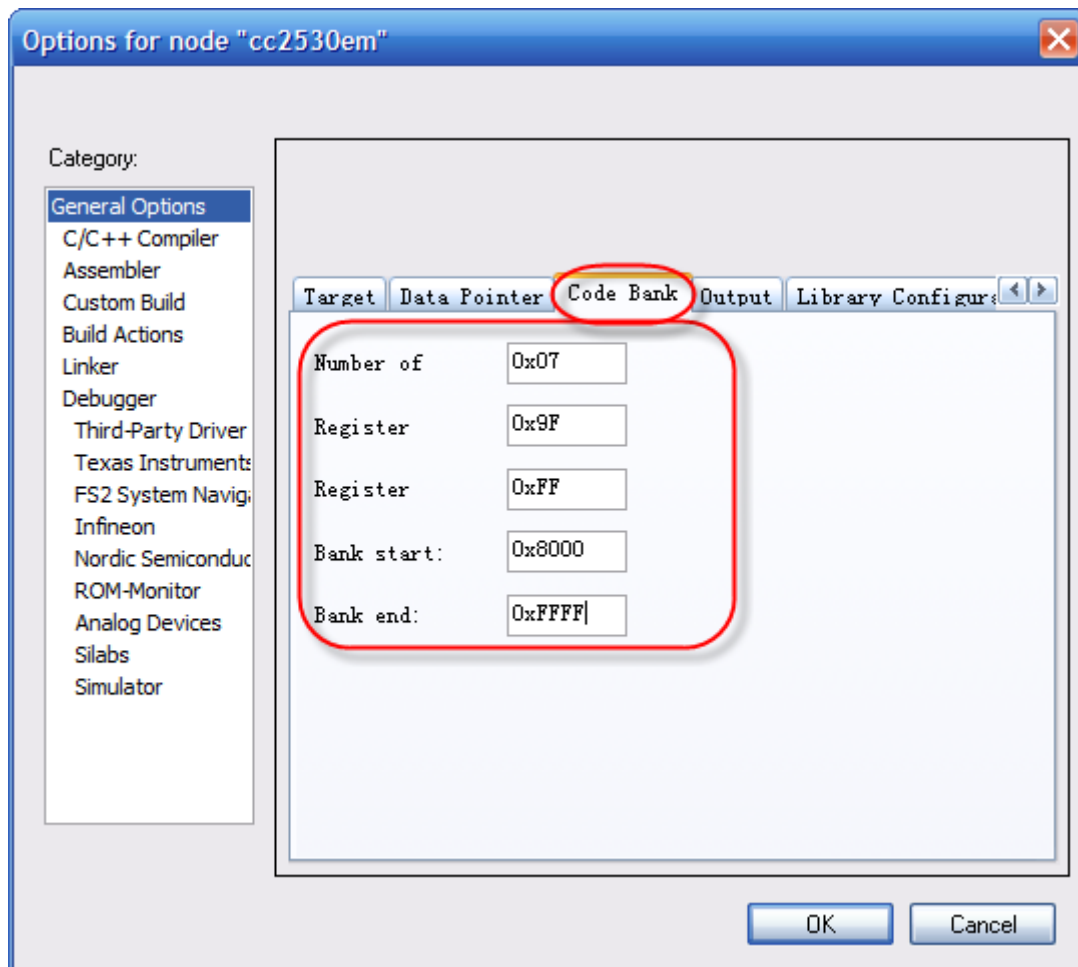 Options for node "cc2530em"
Category:
General Options
C/C++ Compiler
Assembler
Custom Build
Build Actions
Linker
Debugger
Third-Party Driver
Texas Instruments
FS2 System Naviga
Infineon
Nordic Semiconduc
ROM-Monitor
Analog Devices
Silabs
Simulator
Target Data Pointer Code Bank Output Library Configura
Number of 0x07
Register 0x9F
Register 0xFF
Bank start: 0x8000
Bank end: 0xFFFF
OK Cancel